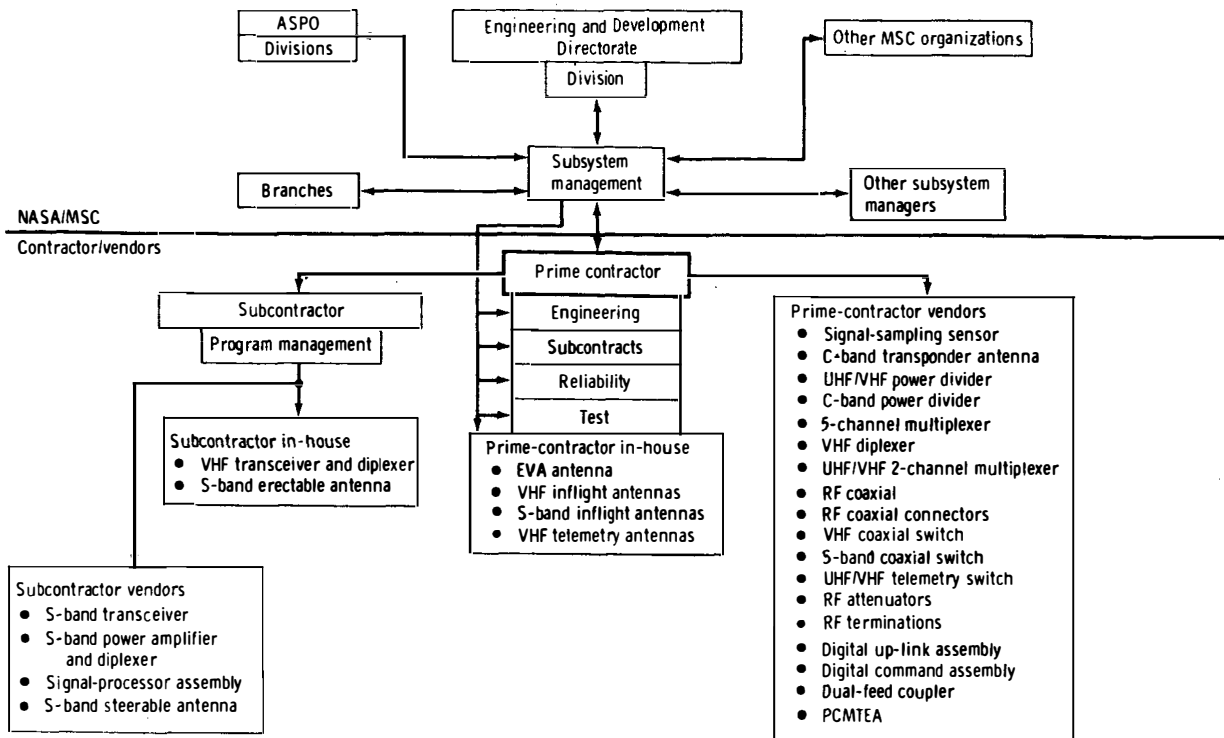 ASPO
Divisions
Engineering and Development
Directorate
Division
Other MSC organizations
Subsystem
management
Branches
Other subsystem
managers
NASA/MSC
Contractor/vendors
Prime contractor
Engineering
Subcontracts
Reliability
Test
Subcontractor
Program management
Subcontractor in-house
● VHF transceiver and diplexer
● S-band erectable antenna
Prime-contractor in-house
● EVA antenna
● VHF inflight antennas
● S-band inflight antennas
● VHF telemetry antennas
Subcontractor vendors
● S-band transceiver
● S-band power amplifier
and diplexer
● Signal-processor assembly
● S-band steerable antenna
Prime-contractor vendors
● Signal-sampling sensor
● C-band transponder antenna
● UHF/VHF power divider
● C-band power divider
● 5-channel multiplexer
● VHF diplexer
● UHF/VHF 2-channel multiplexer
● RF coaxial
● RF coaxial connectors
● VHF coaxial switch
● S-band coaxial switch
● UHF/VHF telemetry switch
● RF attenuators
● RF terminations
● Digital up-link assembly
● Digital command assembly
● Dual-feed coupler
● PCMTEA